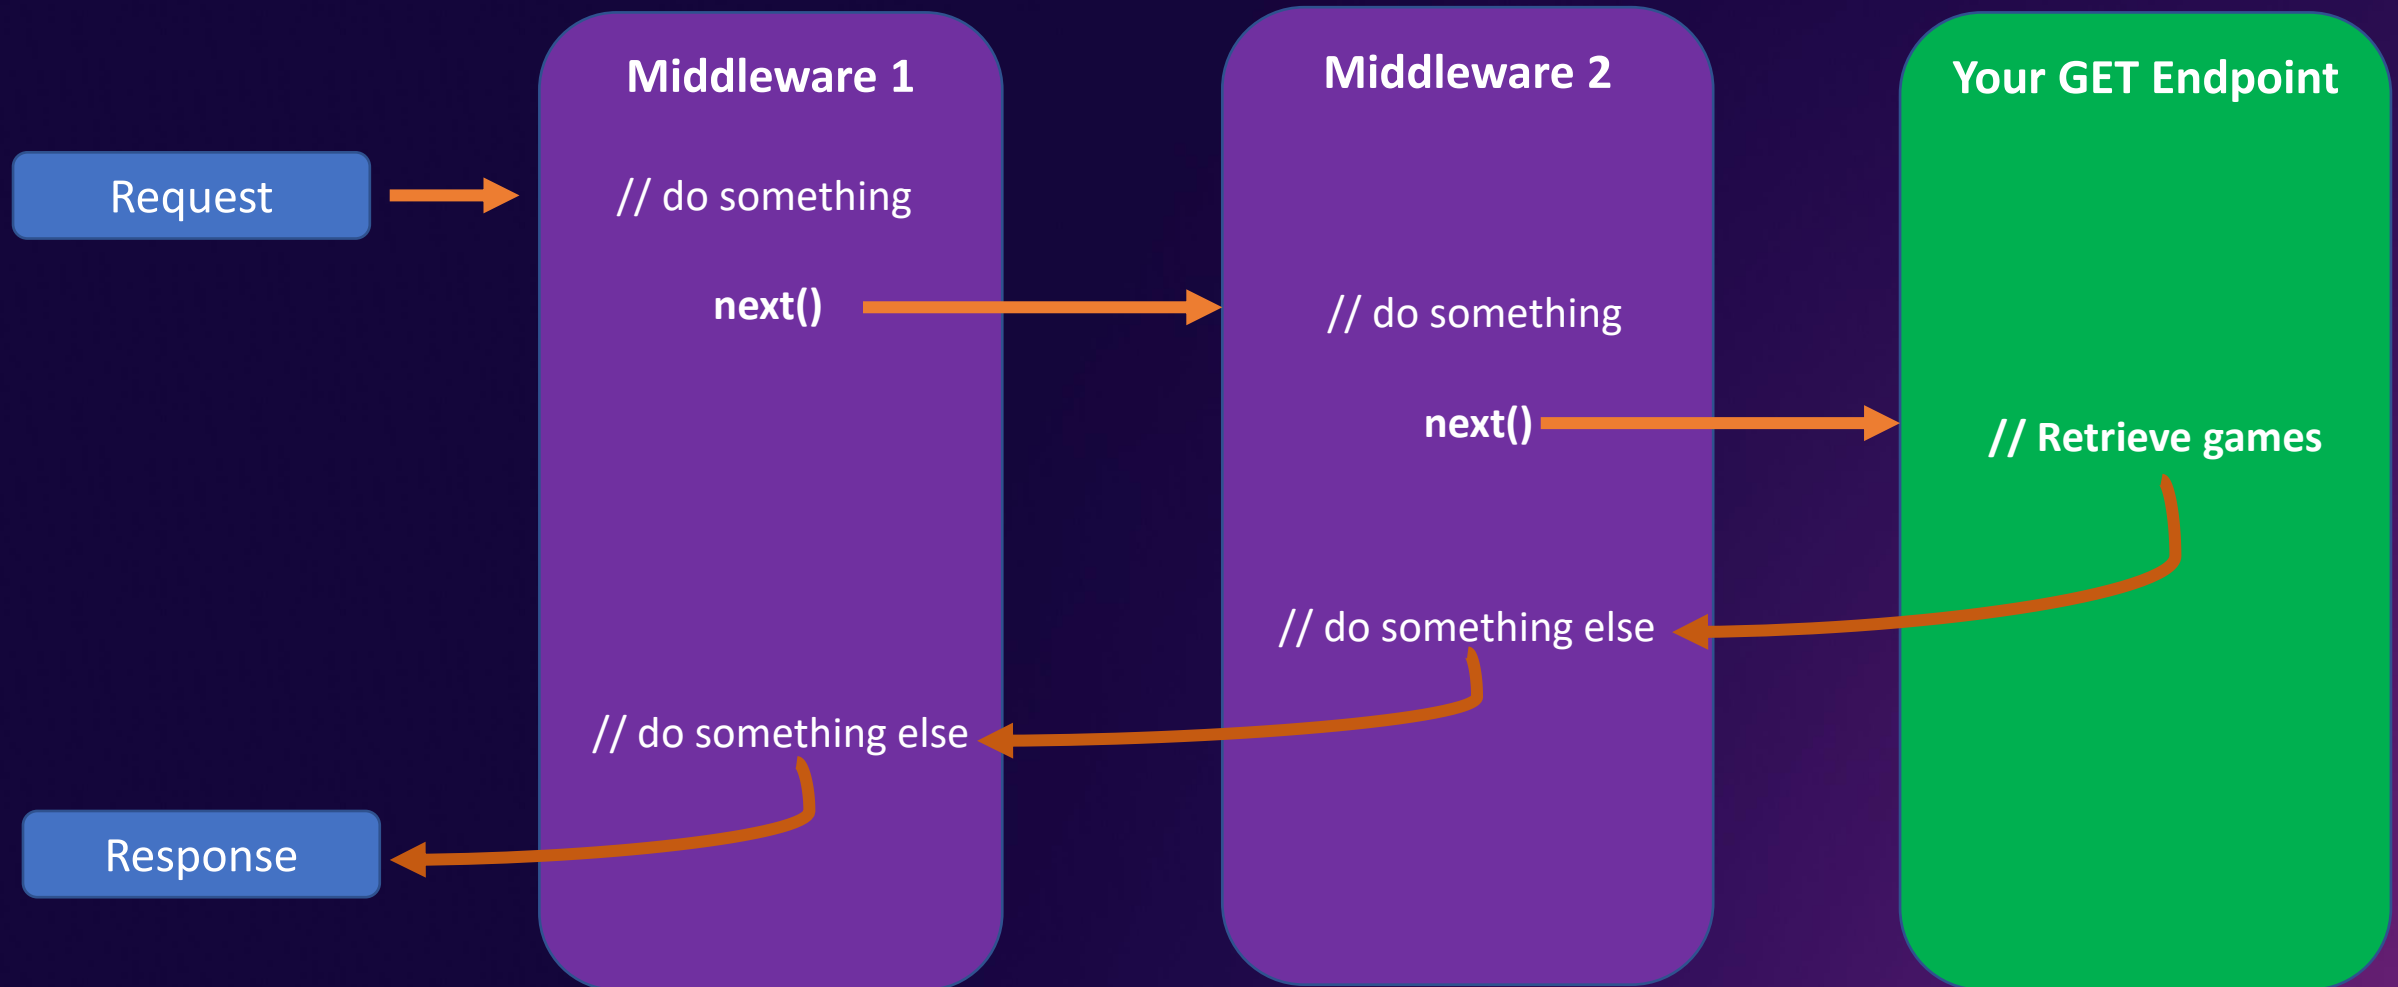 Middleware 1
Middleware 2
Your GET Endpoint
Request
// do something
next()
// do something
next()
// Retrieve games
// do something else
// do something else
Response